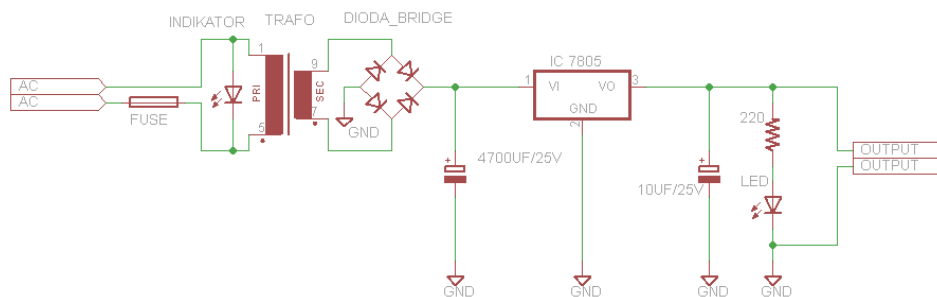 INDIKATOR
TRAFO
DIODA_BRIDGE
AC
AC
FUSE
1
5
PRI
SEC
9
7
GND
4700UF/25V
IC 7805
1
VI
VO
3
GND
2
10UF/25V
220
LED
OUTPUT
OUTPUT
GND
GND
GND
GND